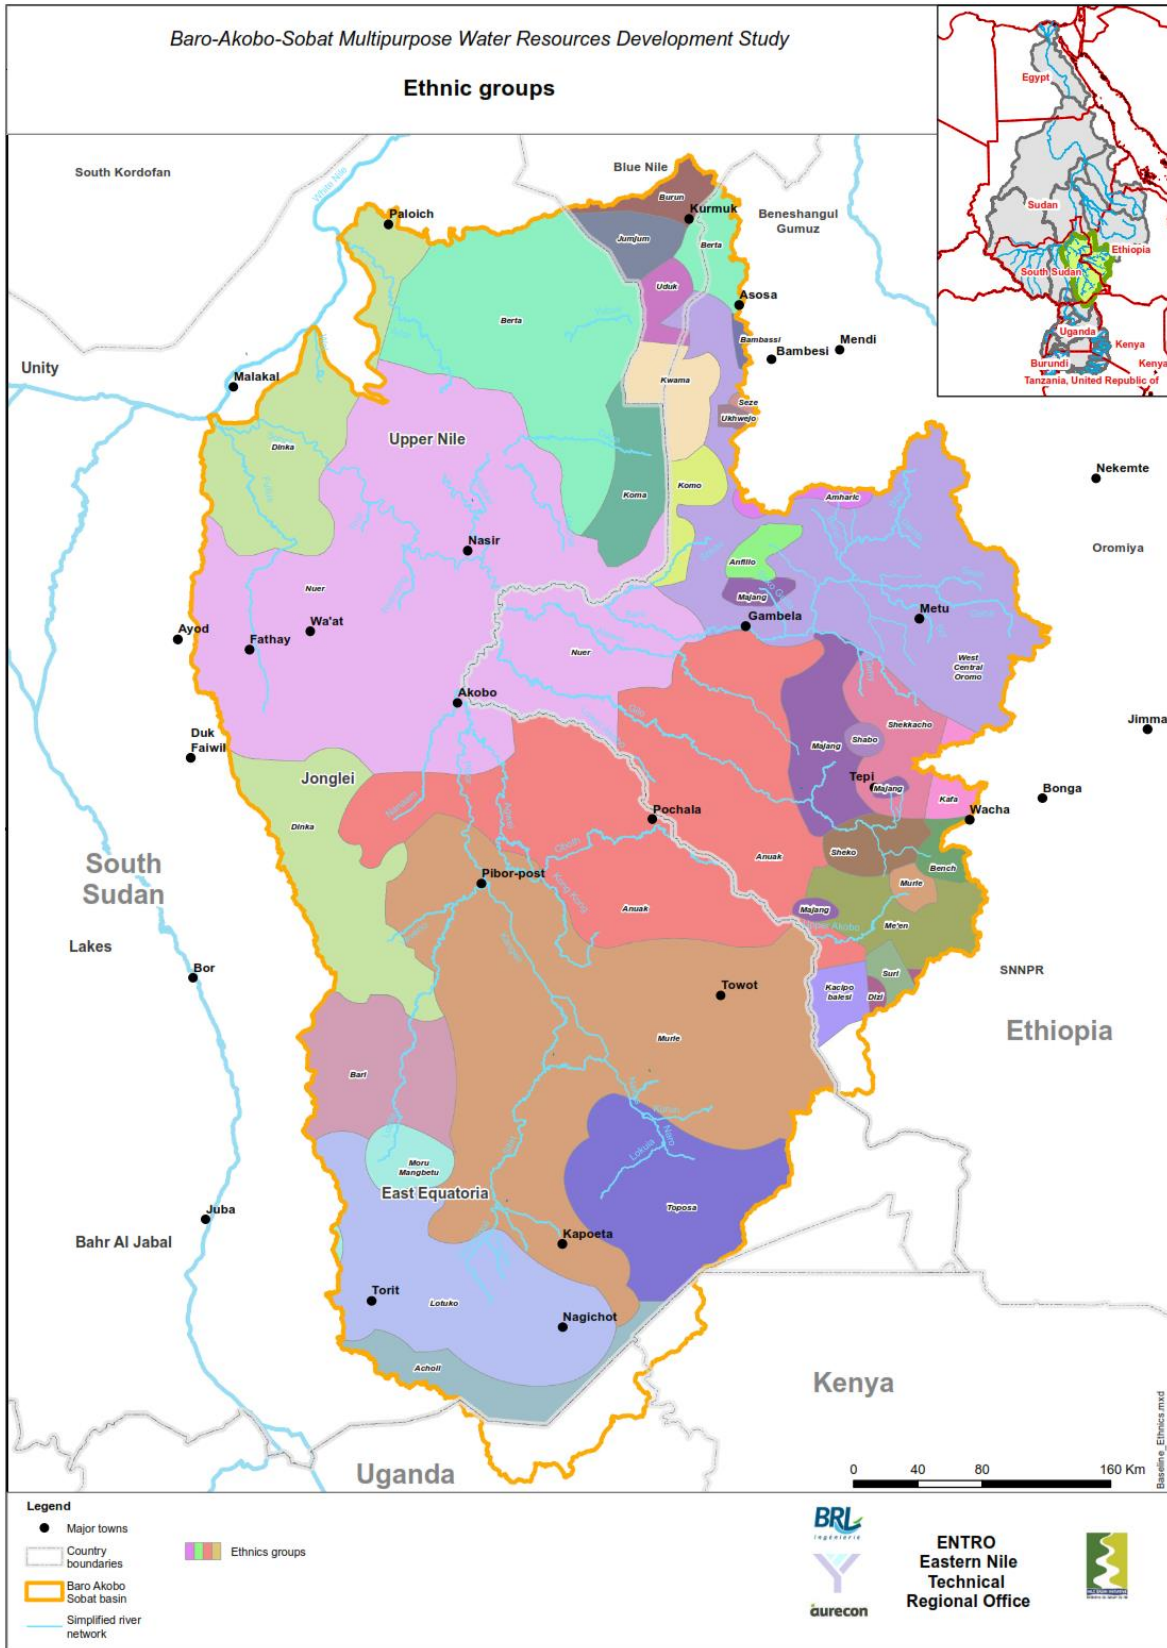 Baro-Akobo-Sobat Multipurpose Water Resources Development Study
Ethnic groups
Egypt
Sudan
Ethiopia
South Sudan
Uganda
Kenya
Burundi
Kenya
Tanzania, United Republic of
South Kordofan
White Nile
Blue Nile
Burun
Kurmuk
Beneshangul
Gumuz
Paloich
Jumjum
Berta
Uduk
Asosa
Berta
Bambassi
Mendi
Bambesi
Unity
Malakal
Kwama
Seze
Ukhwejo
Upper Nile
Dinka
Komo
Koma
Nekemte
Amharic
Nasir
Oromiya
Anfillo
Majang
Nuer
Metu
Gambela
Wa'at
Ayod
Fathay
Nuer
West
Central
Oromo
Akobo
Shekkacho
Jimma
Duk
Faiwil
Shabo
Majang
Jonglei
Tepi
Majang
Bonga
Kafa
Pochala
Wacha
Dinka
Anuak
Sheko
South
Sudan
Pibor-post
Bench
Murle
Anuak
Majang
Me'en
Upper Akobo
Lakes
Suri
SNNPR
Bor
Kacipo
balesi
Dizi
Towot
Ethiopia
Murle
Bari
Lokula
Moru
Mangbetu
East Equatoria
Toposa
Juba
Bahr Al Jabal
Kapoeta
Torit
Lotuko
Nagichot
Acholi
Kenya
Uganda
0 40 80 160 Km
Baseline_Ethnics.mxd
Legend
Major towns
Country
boundaries
Ethnics groups
Baro Akobo
Sobat basin
Simplified river
network
BRL
ingénierie
aurecon
ENTRO
Eastern Nile
Technical
Regional Office